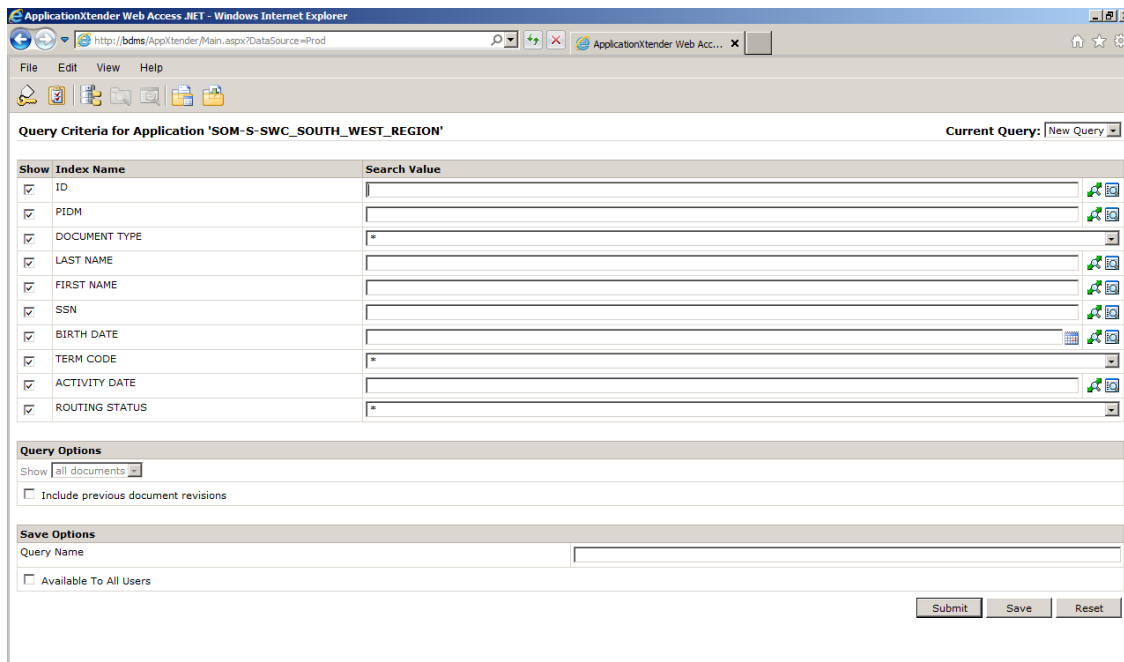 ApplicationXtender Web Access .NET - Windows Internet Explorer
http://bdms/AppXtender/Main.aspx?DataSource=Prod
ApplicationXtender Web Acc...
File Edit View Help
Query Criteria for Application 'SOM-S-SWC_SOUTH_WEST_REGION' Current Query: New Query
Show Index Name Search Value
ID
PIDM
DOCUMENT TYPE *
LAST NAME
FIRST NAME
SSN
BIRTH DATE
TERM CODE *
ACTIVITY DATE
ROUTING STATUS *
Query Options
Show all documents
Include previous document revisions
Save Options
Query Name
Available To All Users
Submit Save Reset